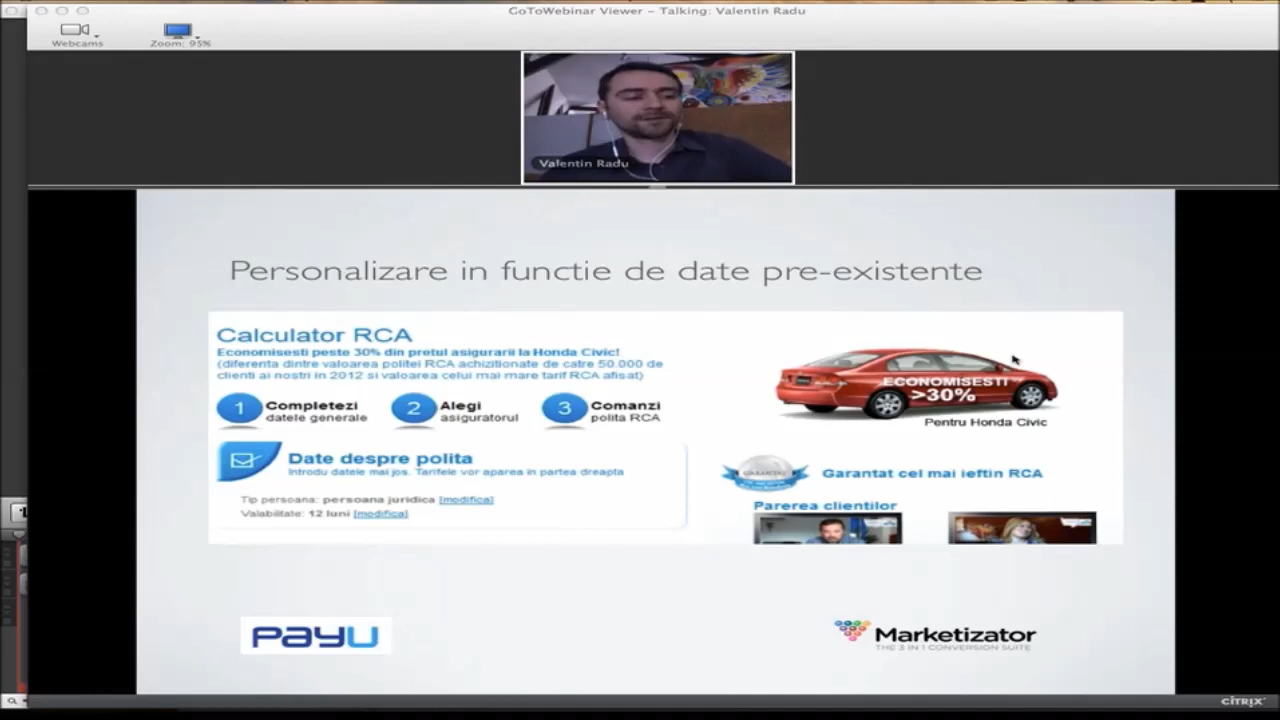 GoToWebinar Viewer – Talking: Valentin Radu
Webcams
Zoom: 95%
Valentin Radu
Personalizare in functie de date pre-existente
Calculator RCA
Economisesti peste 30% din pretul asigurarii la Honda Civic!
(diferenta dintre valoarea politei RCA achizitionate de catre 50.000 de
clienti ai nostri in 2012 si valoarea celui mai mare tarif RCA afisat)
1 Completezi
datele generale
2 Alegi
asiguratorul
3 Comanzi
polita RCA
ECONOMISESTI
>30%
Pentru Honda Civic
Date despre polita
Introdu datele mai jos. Tarifele vor aparea in partea dreapta
Tip persoana: persoana juridica [modifica]
Valabilitate: 12 luni [modifica]
Garantat cel mai ieftin RCA
Parerea clientilor
PayU
Marketizator
THE 3 IN 1 CONVERSION SUITE
CITRIX